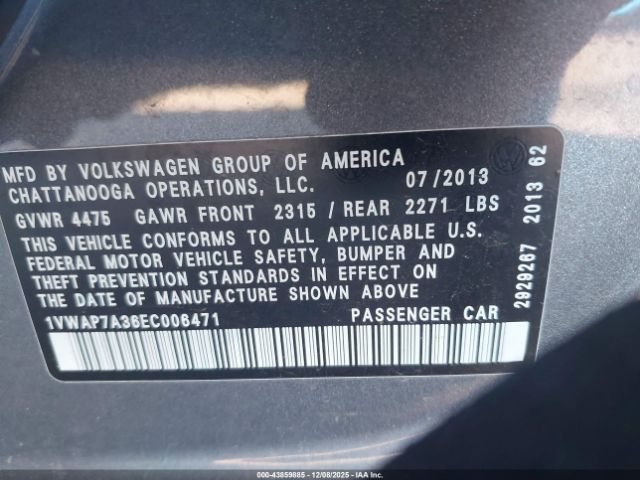 MFD BY VOLKSWAGEN GROUP OF AMERICA
CHATTANOOGA OPERATIONS, LLC. 07/2013
GVWR 4475 GAWR FRONT 2315 / REAR 2271 LBS
THIS VEHICLE CONFORMS TO ALL APPLICABLE U.S.
FEDERAL MOTOR VEHICLE SAFETY, BUMPER AND
THEFT PREVENTION STANDARDS IN EFFECT ON
THE DATE OF MANUFACTURE SHOWN ABOVE
1VWAP7A36EC006471 PASSENGER CAR
2929267 2013 62
000-43859885 | 12/08/2025 | IAA Inc.